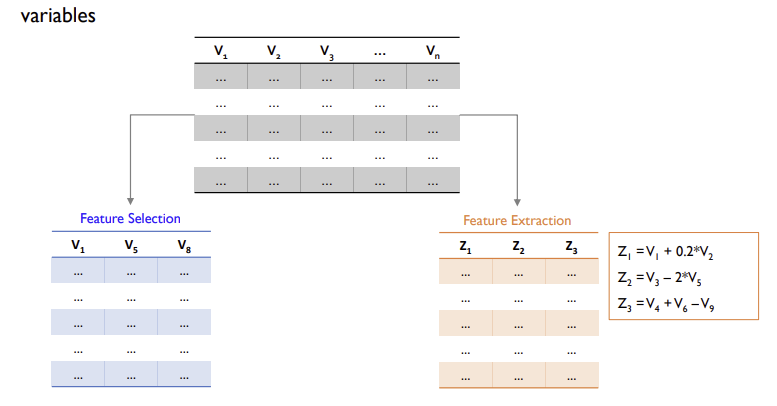 variables
V₁ V₂ V₃ ... Vₙ
... ... ... ... ...
... ... ... ... ...
... ... ... ... ...
... ... ... ... ...
... ... ... ... ...
Feature Selection
V₁ V₅ V₈
... ... ...
... ... ...
... ... ...
... ... ...
... ... ...
Feature Extraction
Z₁ Z₂ Z₃
... ... ...
... ... ...
... ... ...
... ... ...
... ... ...
Z₁ = V₁ + 0.2*V₂
Z₂ = V₃ – 2*V₅
Z₃ = V₄ + V₆ – V₉